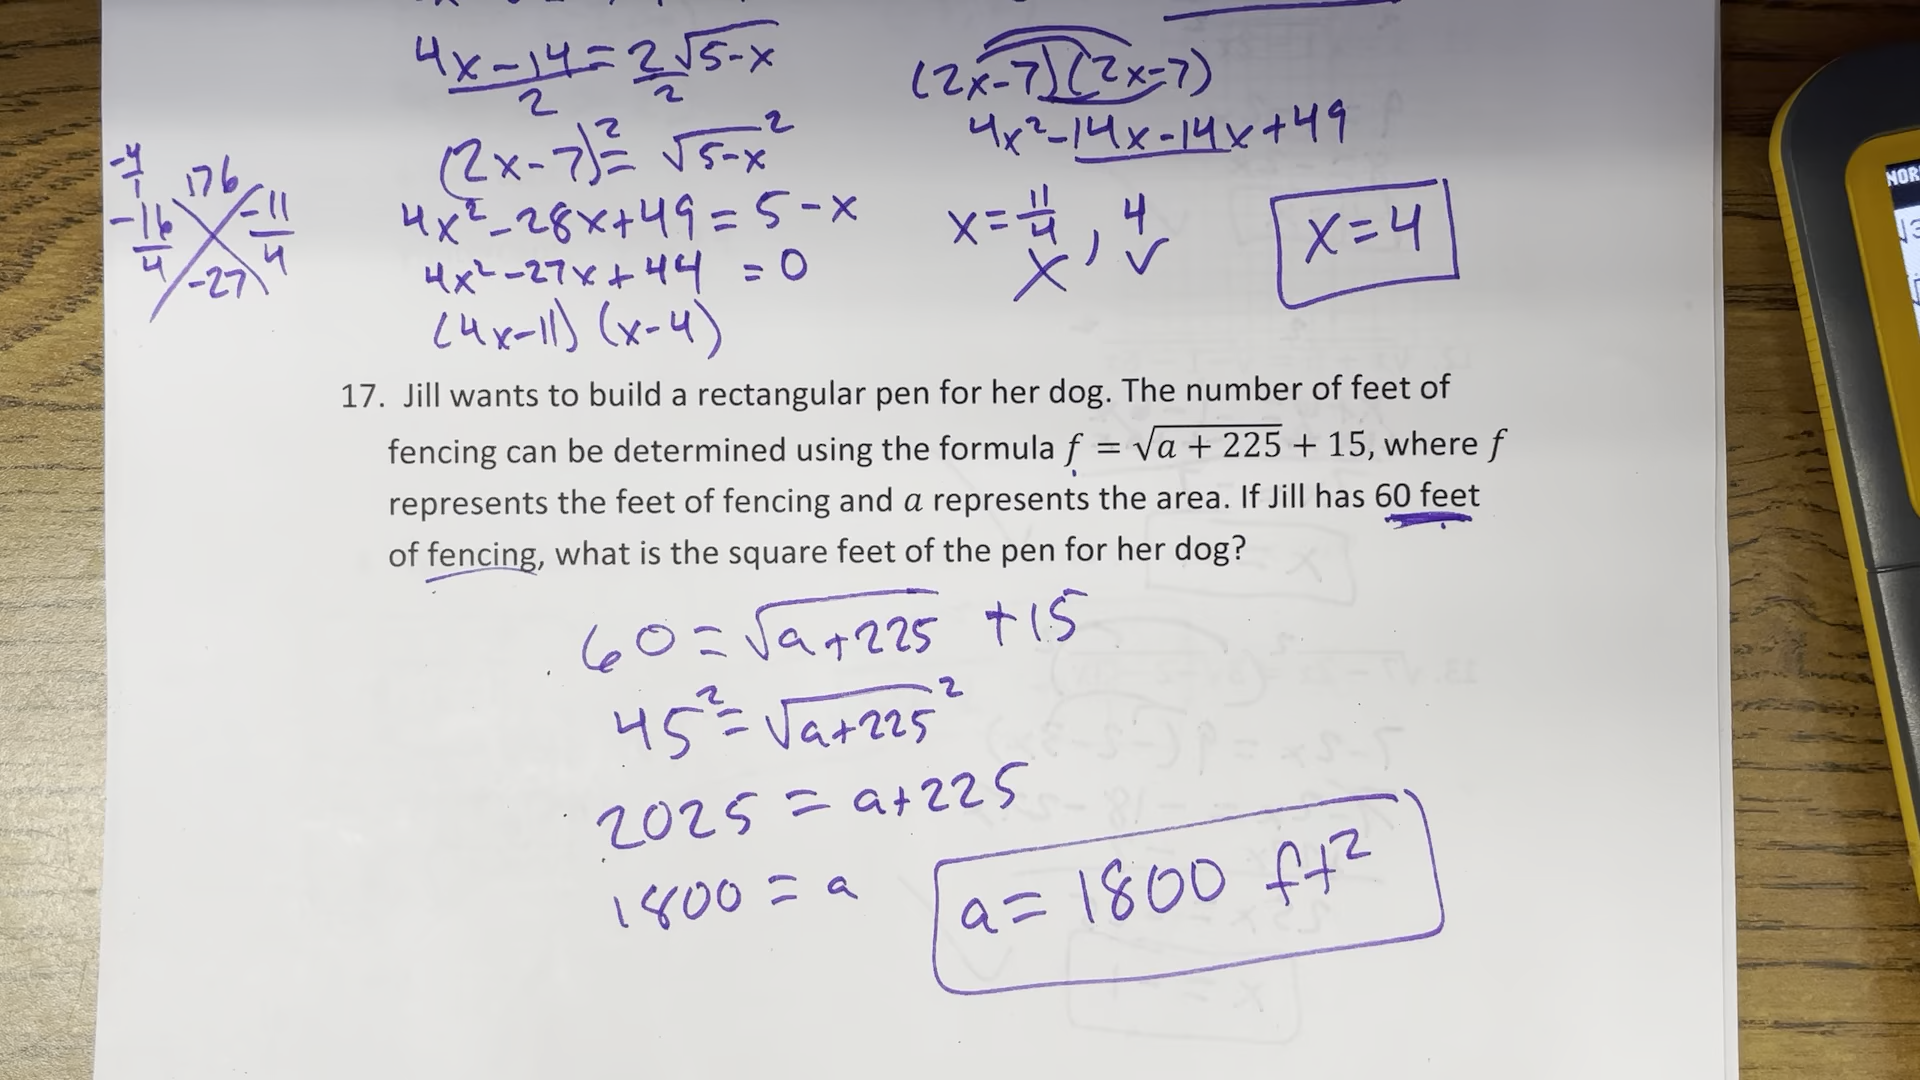 4x-14 = 2√5-x
2 2
(2x-7)² = √5-x²
4x²-28x+49 = 5-x
4x²-27x+44 = 0
(4x-11) (x-4)
-4
1
176
-16
4
-11
4
-27
(2x-7)(2x-7)
4x²-14x-14x+49
x = 11/4, 4
X ✓
x=4
NOR
17. Jill wants to build a rectangular pen for her dog. The number of feet of
fencing can be determined using the formula f = √a + 225 + 15, where f
represents the feet of fencing and a represents the area. If Jill has 60 feet
of fencing, what is the square feet of the pen for her dog?
60 = √a+225 +15
45² = √a+225²
2025 = a+225
1800 = a
a = 1800 ft²